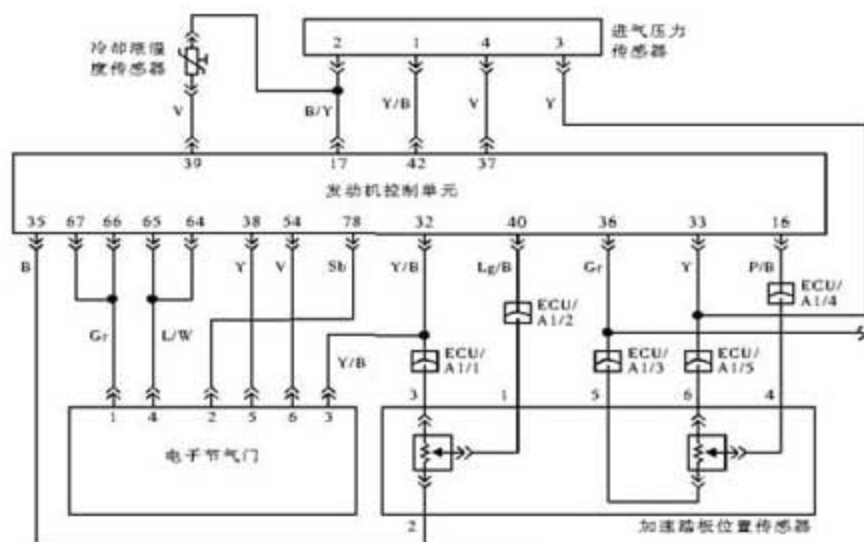 2 1 4 3
进气压力
传感器
冷却液温
度传感器
V B/Y Y/B V Y
39 17 42 37
发动机控制单元
35 67 66 65 64 38 54 78 32 40 36 33 16
B Y V Sb Y/B Lg/B Gr Y P/B
ECU/
A1/4
ECU/
A1/2
Gr L/W Y/B
ECU/
A1/1
ECU/
A1/3
ECU/
A1/5
3 1 5 6 4
1 4 2 5 6 3
电子节气门
2
加速踏板位置传感器